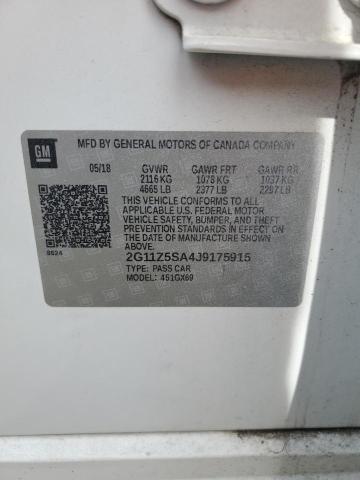 GM
MFD BY GENERAL MOTORS OF CANADA COMPANY
05/18 GVWR GAWR FRT GAWR RR
2116 KG 1078 KG 1037 KG
4665 LB 2377 LB 2287 LB
THIS VEHICLE CONFORMS TO ALL
APPLICABLE U.S. FEDERAL MOTOR
VEHICLE SAFETY, BUMPER, AND THEFT
PREVENTION STANDARDS IN EFFECT ON
THE DATE OF MANUFACTURE SHOWN
ABOVE.
9824
2G11Z5SA4J9175915
TYPE: PASS CAR
MODEL: 4S1GX69